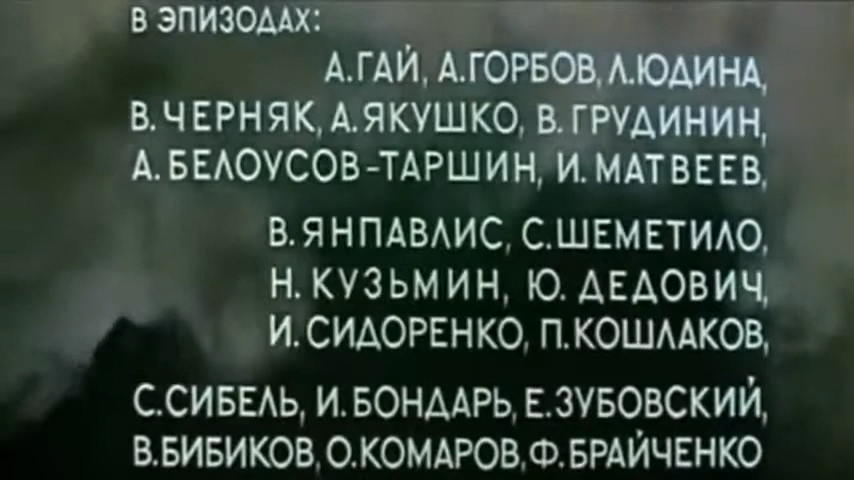 В ЭПИЗОДАХ:
А.ГАЙ, А.ГОРБОВ, Л.ЮДИНА,
В.ЧЕРНЯК, А.ЯКУШКО, В.ГРУДИНИН,
А.БЕЛОУСОВ-ТАРШИН, И.МАТВЕЕВ,
В.ЯНПАВЛИС, С.ШЕМЕТИЛО,
Н.КУЗЬМИН, Ю.ДЕДОВИЧ,
И.СИДОРЕНКО, П.КОШЛАКОВ,
С.СИБЕЛЬ, И.БОНДАРЬ, Е.ЗУБОВСКИЙ,
В.БИБИКОВ, О.КОМАРОВ, Ф.БРАЙЧЕНКО